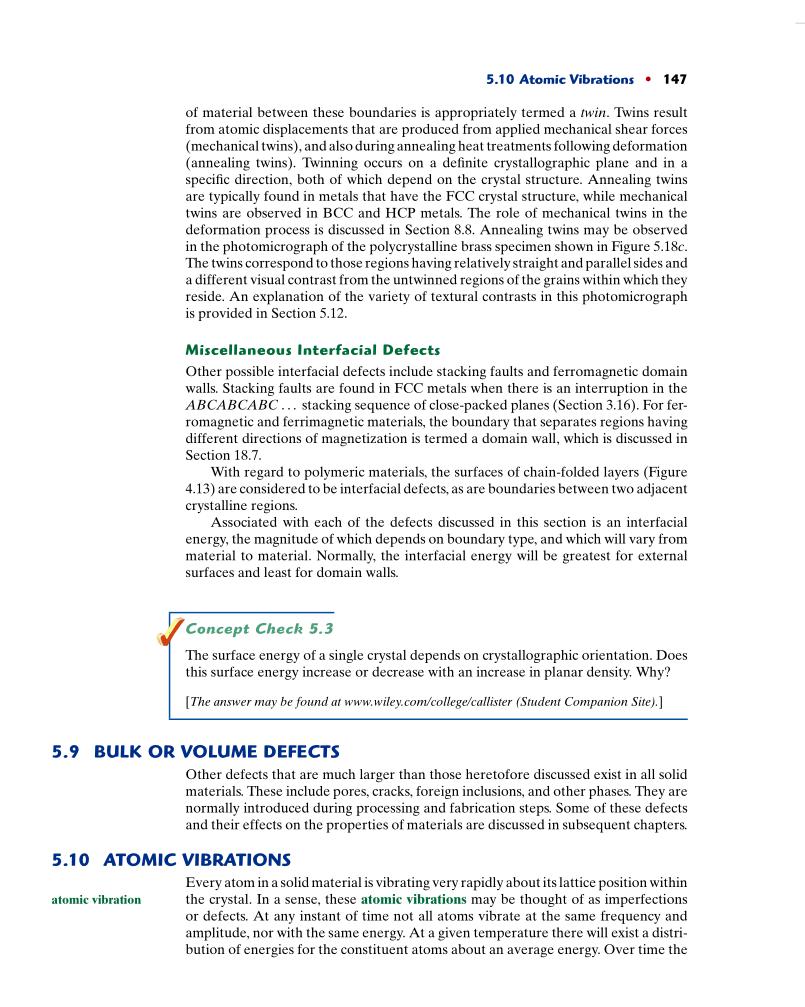 5.10 Atomic Vibrations • 147
of material between these boundaries is appropriately termed a twin. Twins result
from atomic displacements that are produced from applied mechanical shear forces
(mechanical twins), and also during annealing heat treatments following deformation
(annealing twins). Twinning occurs on a definite crystallographic plane and in a
specific direction, both of which depend on the crystal structure. Annealing twins
are typically found in metals that have the FCC crystal structure, while mechanical
twins are observed in BCC and HCP metals. The role of mechanical twins in the
deformation process is discussed in Section 8.8. Annealing twins may be observed
in the photomicrograph of the polycrystalline brass specimen shown in Figure 5.18c.
The twins correspond to those regions having relatively straight and parallel sides and
a different visual contrast from the untwinned regions of the grains within which they
reside. An explanation of the variety of textural contrasts in this photomicrograph
is provided in Section 5.12.
Miscellaneous Interfacial Defects
Other possible interfacial defects include stacking faults and ferromagnetic domain
walls. Stacking faults are found in FCC metals when there is an interruption in the
ABCABCABC ... stacking sequence of close-packed planes (Section 3.16). For fer-
romagnetic and ferrimagnetic materials, the boundary that separates regions having
different directions of magnetization is termed a domain wall, which is discussed in
Section 18.7.
With regard to polymeric materials, the surfaces of chain-folded layers (Figure
4.13) are considered to be interfacial defects, as are boundaries between two adjacent
crystalline regions.
Associated with each of the defects discussed in this section is an interfacial
energy, the magnitude of which depends on boundary type, and which will vary from
material to material. Normally, the interfacial energy will be greatest for external
surfaces and least for domain walls.
Concept Check 5.3
The surface energy of a single crystal depends on crystallographic orientation. Does
this surface energy increase or decrease with an increase in planar density. Why?
[The answer may be found at www.wiley.com/college/callister (Student Companion Site).]
5.9 BULK OR VOLUME DEFECTS
Other defects that are much larger than those heretofore discussed exist in all solid
materials. These include pores, cracks, foreign inclusions, and other phases. They are
normally introduced during processing and fabrication steps. Some of these defects
and their effects on the properties of materials are discussed in subsequent chapters.
5.10 ATOMIC VIBRATIONS
Every atom in a solid material is vibrating very rapidly about its lattice position within
atomic vibration the crystal. In a sense, these atomic vibrations may be thought of as imperfections
or defects. At any instant of time not all atoms vibrate at the same frequency and
amplitude, nor with the same energy. At a given temperature there will exist a distri-
bution of energies for the constituent atoms about an average energy. Over time the